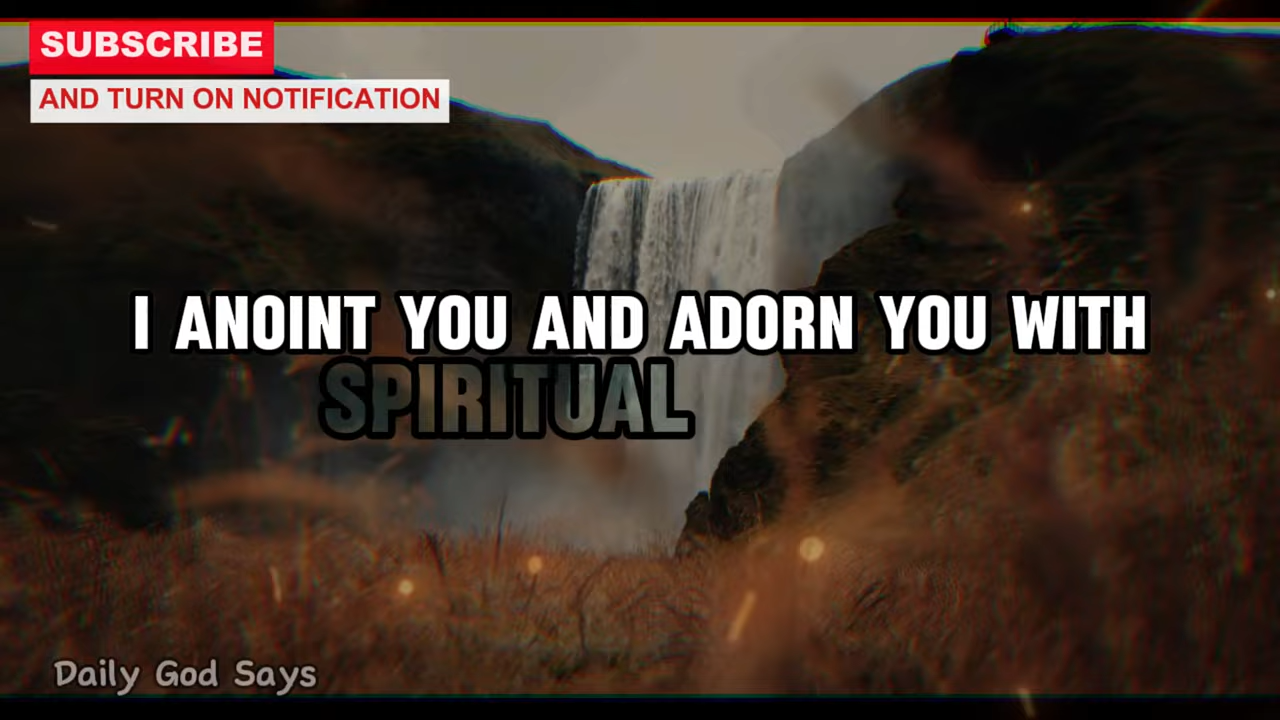 SUBSCRIBE
AND TURN ON NOTIFICATION
I ANOINT YOU AND ADORN YOU WITH
SPIRITUAL
Daily God Says